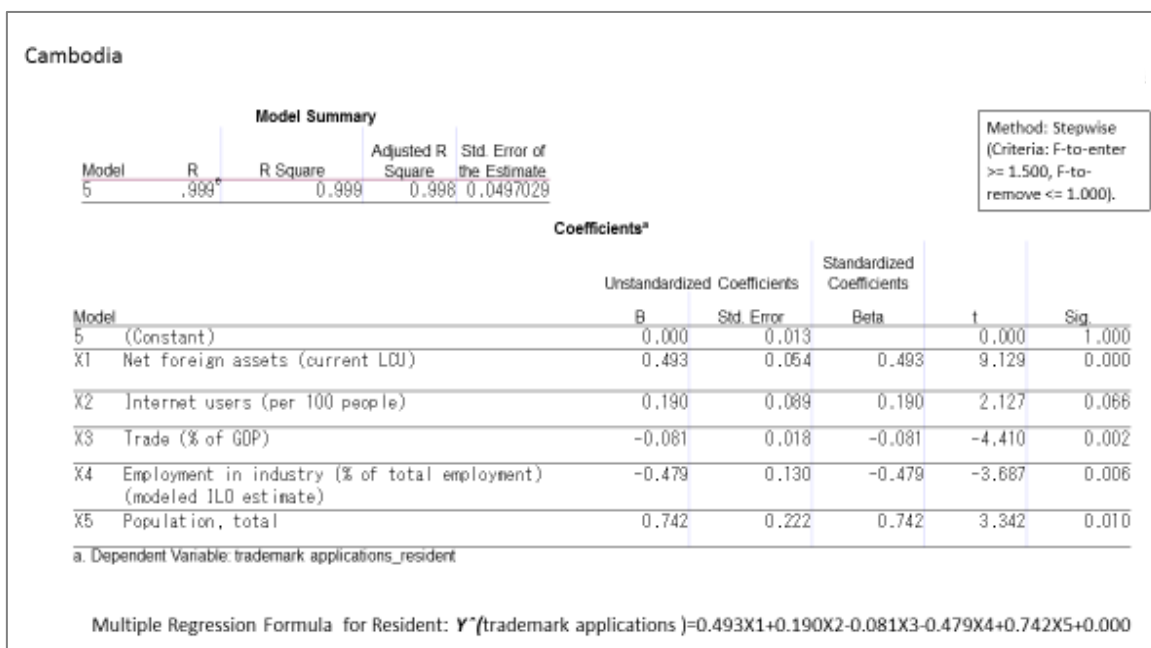 Cambodia
Model Summary
Method: Stepwise
(Criteria: F-to-enter
>= 1.500, F-to-
remove <= 1.000).
Adjusted R Std. Error of
Model R R Square Square the Estimate
5 .999e 0.999 0.998 0.0497029
Coefficientsa
Standardized
Unstandardized Coefficients Coefficients
Model B Std. Error Beta t Sig.
5 (Constant) 0.000 0.013 0.000 1.000
X1 Net foreign assets (current LCU) 0.493 0.054 0.493 9.129 0.000
X2 Internet users (per 100 people) 0.190 0.089 0.190 2.127 0.066
X3 Trade (% of GDP) -0.081 0.018 -0.081 -4.410 0.002
X4 Employment in industry (% of total employment) -0.479 0.130 -0.479 -3.687 0.006
(modeled ILO estimate)
X5 Population, total 0.742 0.222 0.742 3.342 0.010
a. Dependent Variable: trademark applications_resident
Multiple Regression Formula for Resident: Y^(trademark applications )=0.493X1+0.190X2-0.081X3-0.479X4+0.742X5+0.000